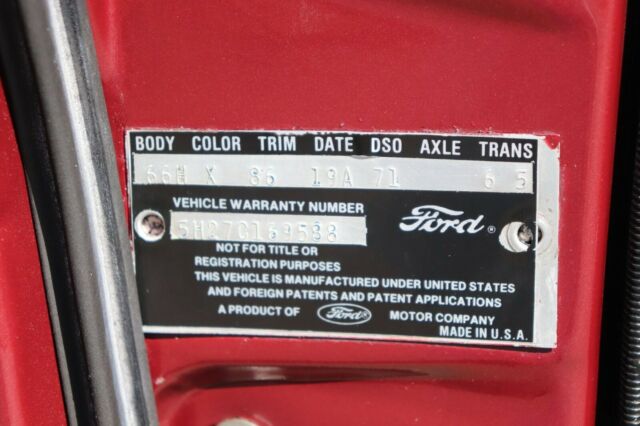 BODY COLOR TRIM DATE DSO AXLE TRANS
66H X 86 19A 71 6 5
VEHICLE WARRANTY NUMBER
5H27C169588
Ford®
NOT FOR TITLE OR
REGISTRATION PURPOSES
THIS VEHICLE IS MANUFACTURED UNDER UNITED STATES
AND FOREIGN PATENTS AND PATENT APPLICATIONS
A PRODUCT OF Ford MOTOR COMPANY
MADE IN U.S.A.